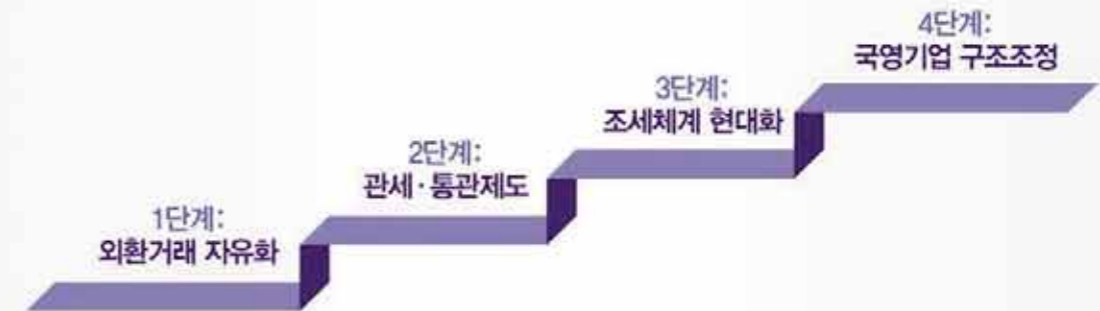 1단계:
외환거래 자유화
2단계:
관세·통관제도
3단계:
조세체계 현대화
4단계:
국영기업 구조조정